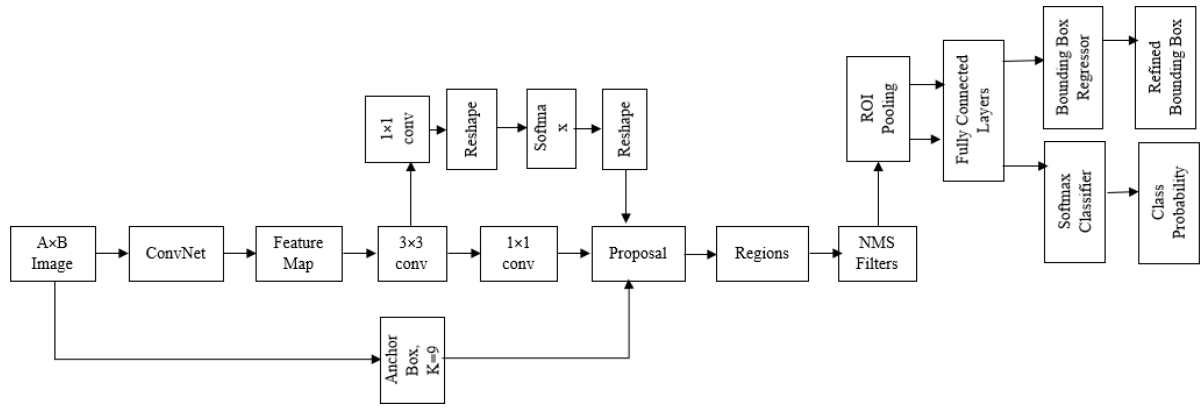 Bounding Box
Regressor
Refined
Bounding Box
ROI
Pooling
Fully Connected
Layers
1×1
conv
Reshape
Softma
x
Reshape
Softmax
Classifier
Class
Probability
A×B
Image
ConvNet
Feature
Map
3×3
conv
1×1
conv
Proposal
Regions
NMS
Filters
Anchor
Box,
K=9